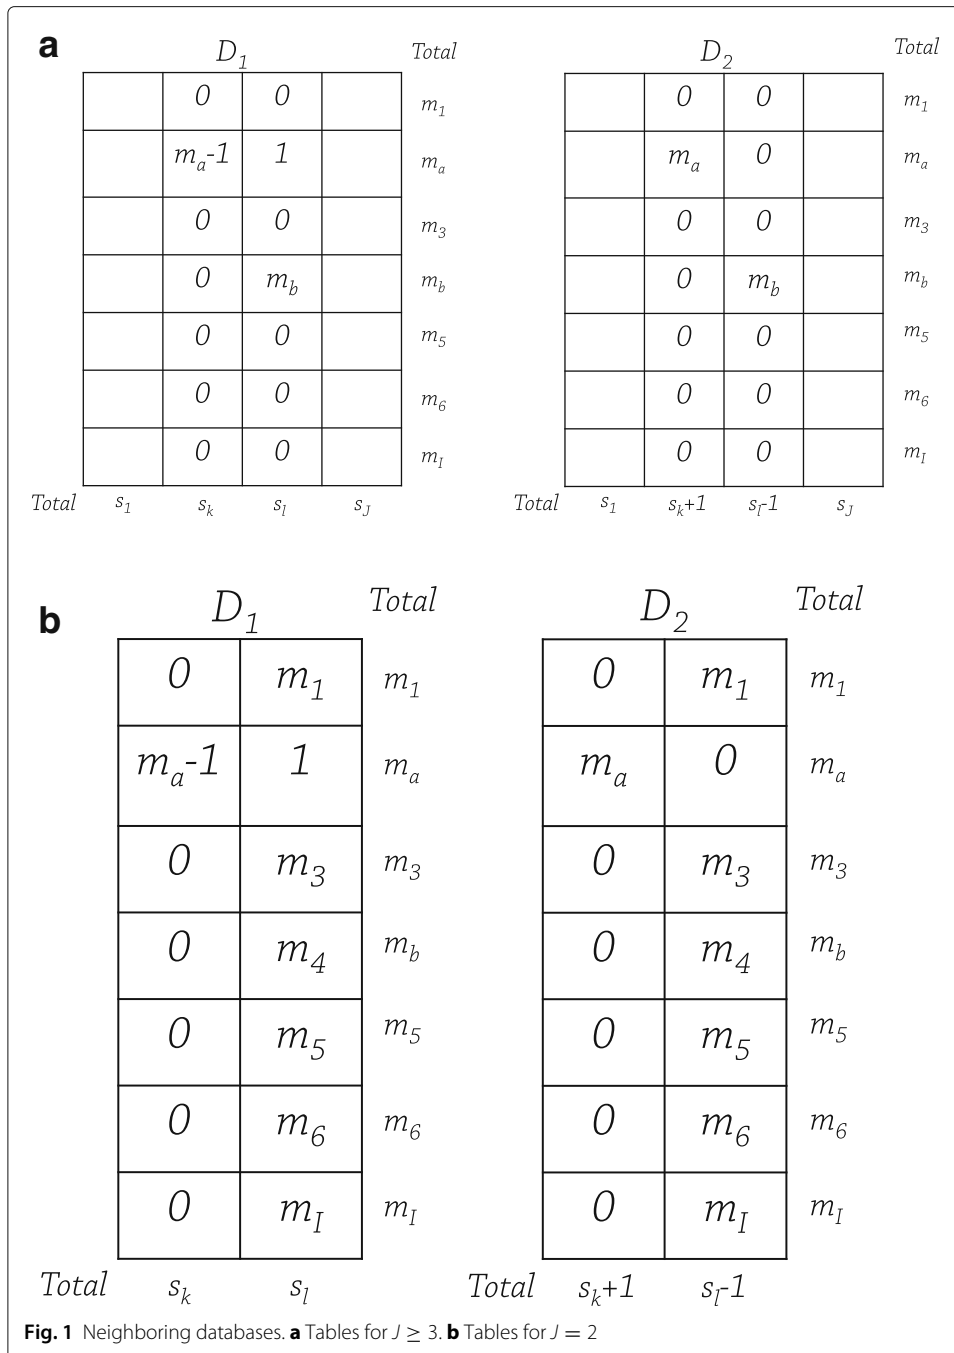 a
D1 Total D2 Total
0 0 m1 0 0 m1
ma-1 1 ma ma 0 ma
0 0 m3 0 0 m3
0 mb mb 0 mb mb
0 0 m5 0 0 m5
0 0 m6 0 0 m6
0 0 mI 0 0 mI
Total s1 sk sl sJ Total s1 sk+1 sl-1 sJ
b
D1 Total D2 Total
0 m1 m1 0 m1 m1
ma-1 1 ma ma 0 ma
0 m3 m3 0 m3 m3
0 m4 mb 0 m4 mb
0 m5 m5 0 m5 m5
0 m6 m6 0 m6 m6
0 mI mI 0 mI mI
Total sk sl Total sk+1 sl-1
Fig. 1 Neighboring databases. a Tables for J ≥ 3. b Tables for J = 2